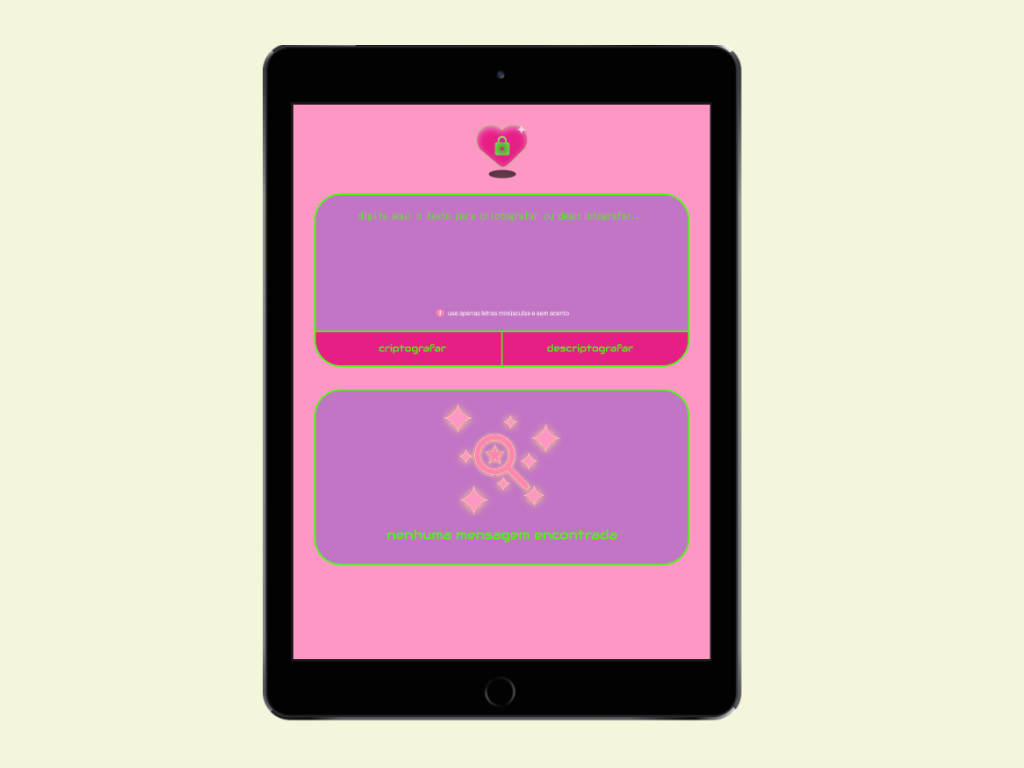 digite aqui o texto para criptografar ou descriptografar...
use apenas letras minúsculas e sem acento
criptografar
descriptografar
nenhuma mensagem encontrada